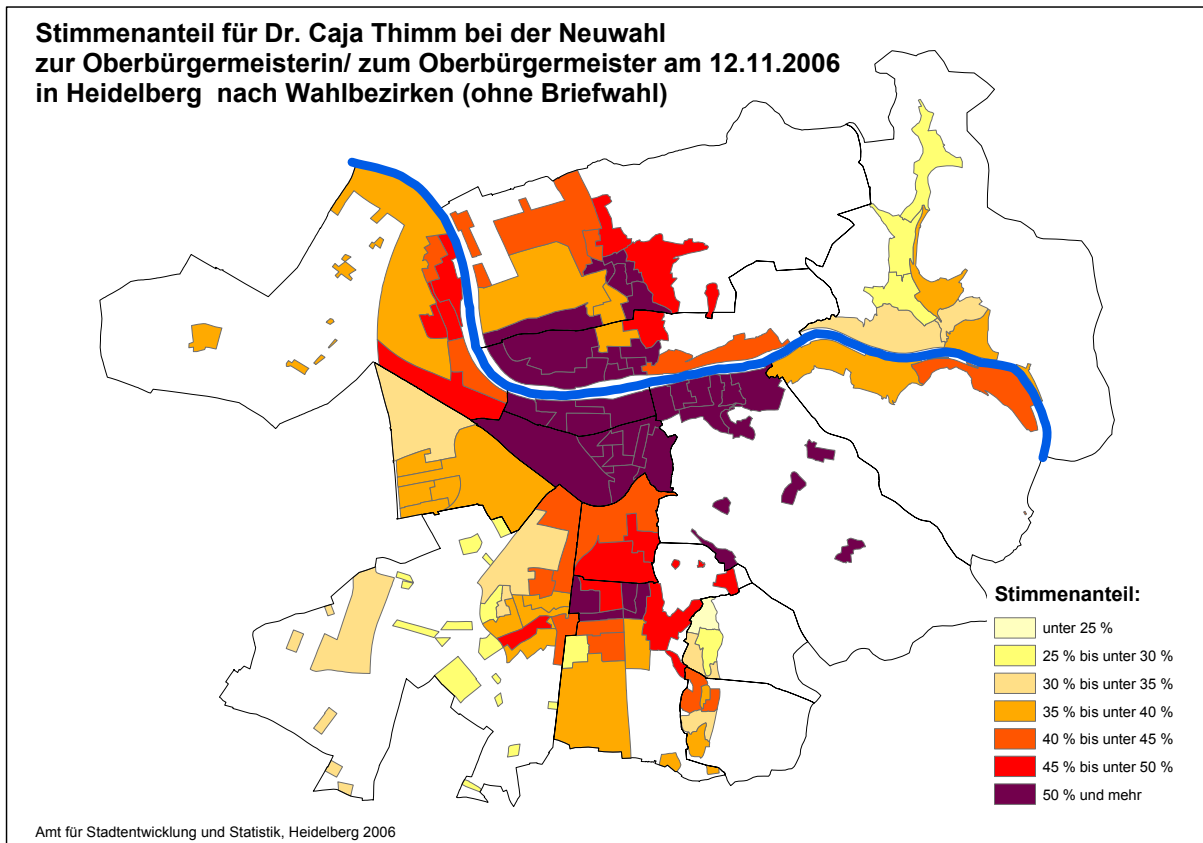 Stimmenanteil für Dr. Caja Thimm bei der Neuwahl
zur Oberbürgermeisterin/ zum Oberbürgermeister am 12.11.2006
in Heidelberg nach Wahlbezirken (ohne Briefwahl)
Stimmenanteil:
unter 25 %
25 % bis unter 30 %
30 % bis unter 35 %
35 % bis unter 40 %
40 % bis unter 45 %
45 % bis unter 50 %
50 % und mehr
Amt für Stadtentwicklung und Statistik, Heidelberg 2006